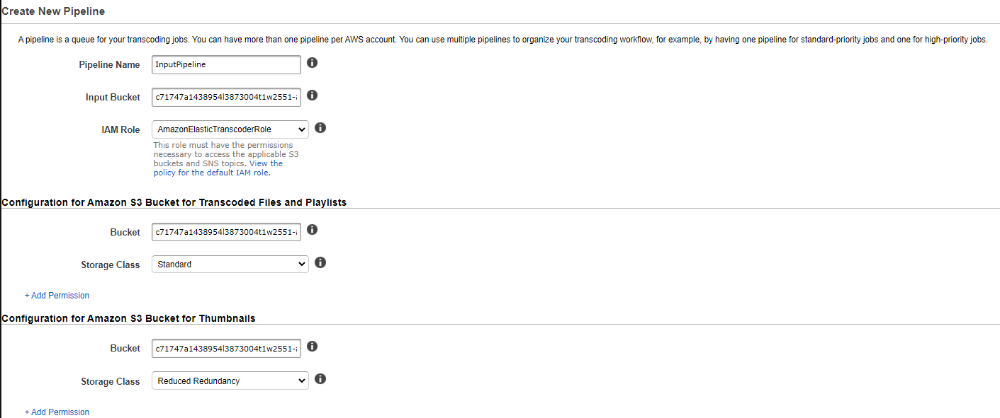 Create New Pipeline
A pipeline is a queue for your transcoding jobs. You can have more than one pipeline per AWS account. You can use multiple pipelines to organize your transcoding workflow, for example, by having one pipeline for standard-priority jobs and one for high-priority jobs.
Pipeline Name InputPipeline
Input Bucket c71747a1438954l3873004t1w2551-a
IAM Role AmazonElasticTranscoderRole
This role must have the permissions
necessary to access the applicable S3
buckets and SNS topics. View the
policy for the default IAM role.
Configuration for Amazon S3 Bucket for Transcoded Files and Playlists
Bucket c71747a1438954l3873004t1w2551-a
Storage Class Standard
+ Add Permission
Configuration for Amazon S3 Bucket for Thumbnails
Bucket c71747a1438954l3873004t1w2551-a
Storage Class Reduced Redundancy
+ Add Permission